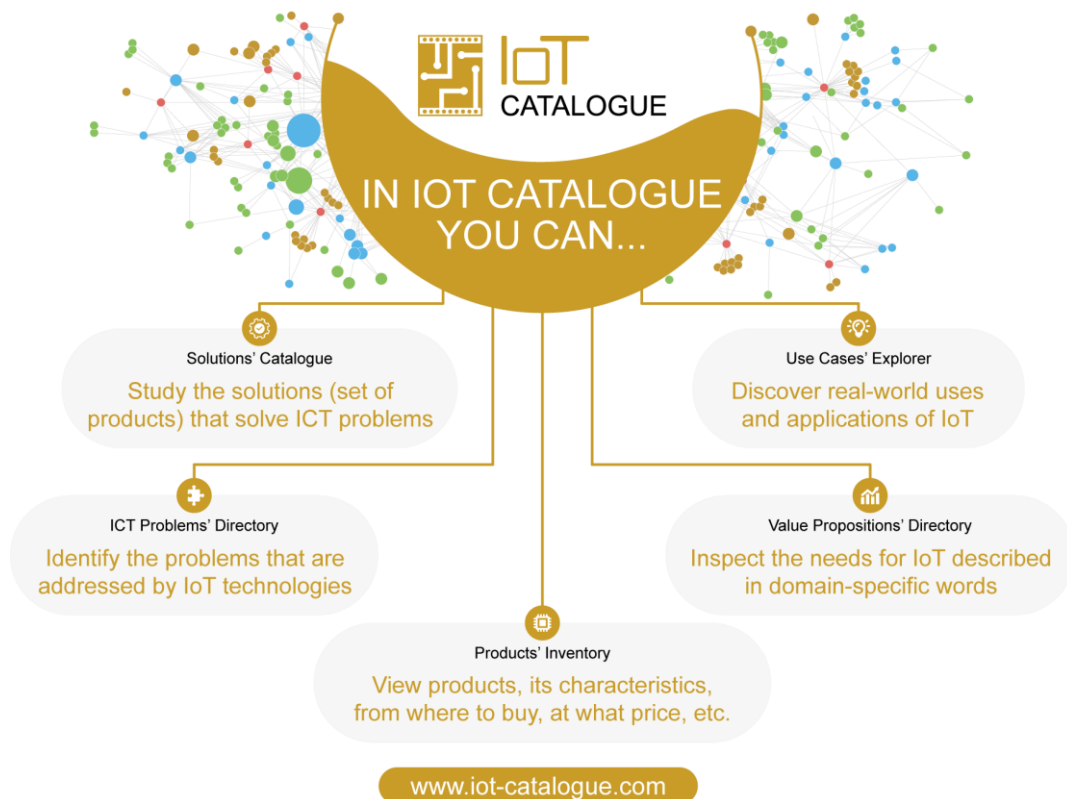 IoT
CATALOGUE
IN IOT CATALOGUE
YOU CAN...
Solutions’ Catalogue
Study the solutions (set of
products) that solve ICT problems
Use Cases’ Explorer
Discover real-world uses
and applications of IoT
ICT Problems’ Directory
Identify the problems that are
addressed by IoT technologies
Value Propositions’ Directory
Inspect the needs for IoT described
in domain-specific words
Products’ Inventory
View products, its characteristics,
from where to buy, at what price, etc.
www.iot-catalogue.com